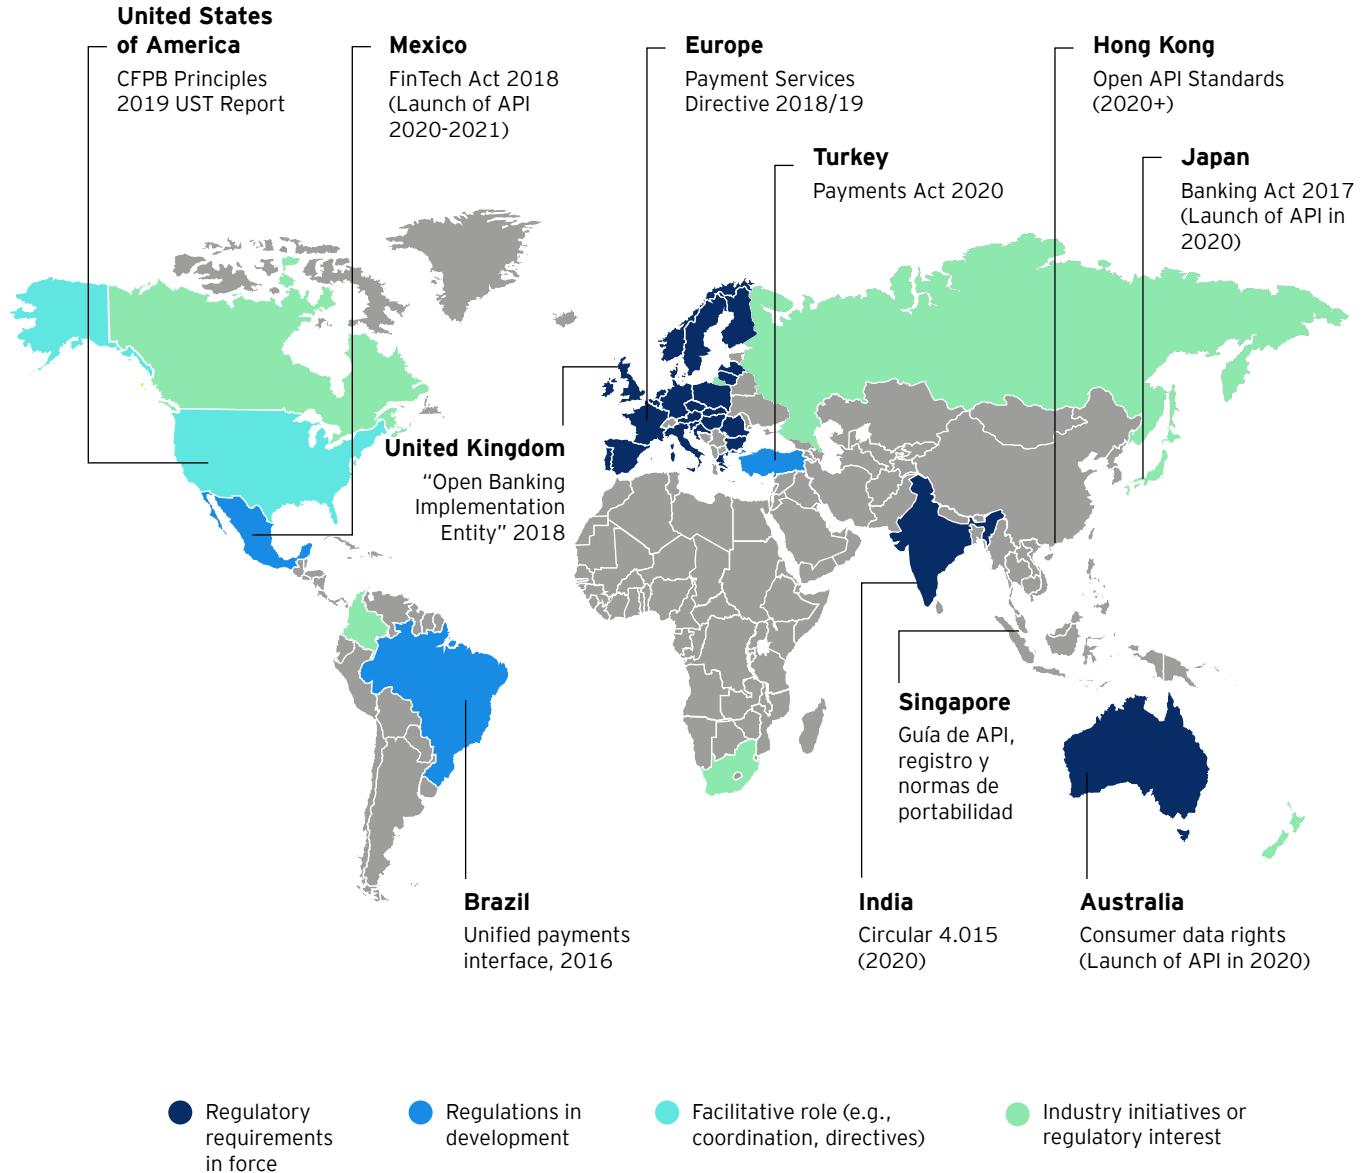 United States
of America
CFPB Principles
2019 UST Report
Mexico
FinTech Act 2018
(Launch of API
2020-2021)
Europe
Payment Services
Directive 2018/19
Hong Kong
Open API Standards
(2020+)
Turkey
Payments Act 2020
Japan
Banking Act 2017
(Launch of API in
2020)
United Kingdom
“Open Banking
Implementation
Entity” 2018
Singapore
Guía de API,
registro y
normas de
portabilidad
Brazil
Unified payments
interface, 2016
India
Circular 4.015
(2020)
Australia
Consumer data rights
(Launch of API in 2020)
Regulatory
requirements
in force
Regulations in
development
Facilitative role (e.g.,
coordination, directives)
Industry initiatives or
regulatory interest